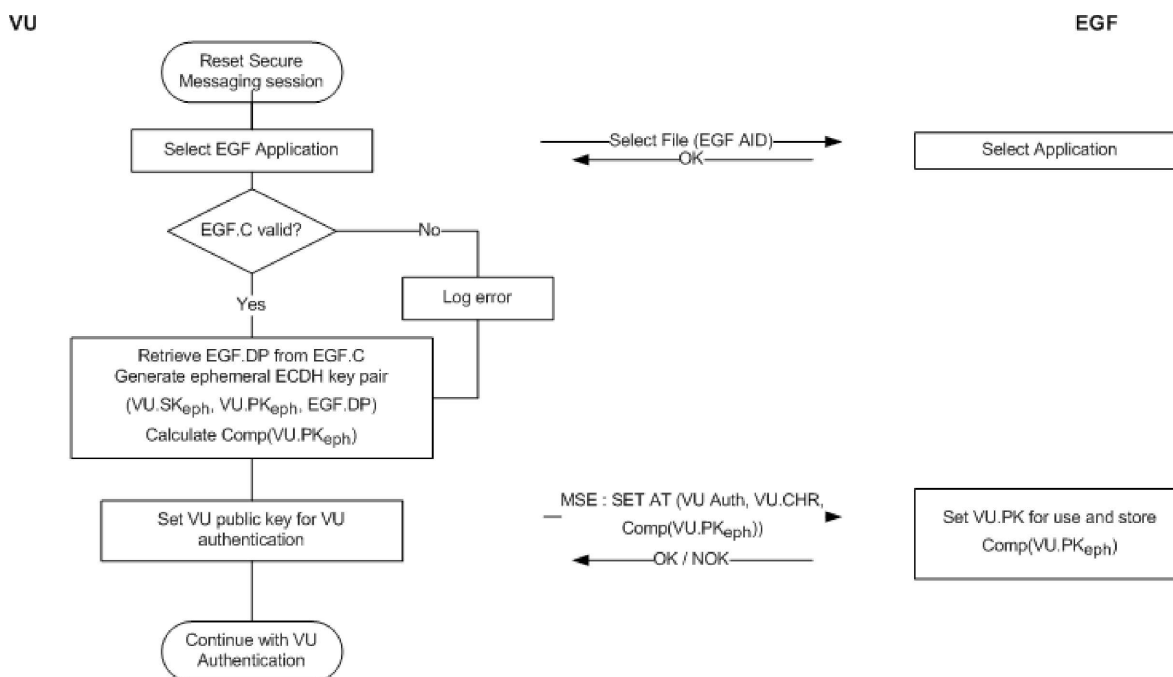 VU
EGF
Reset Secure
Messaging session
Select EGF Application
Select File (EGF AID)
OK
Select Application
EGF.C valid?
No
Log error
Yes
Retrieve EGF.DP from EGF.C
Generate ephemeral ECDH key pair
(VU.SKeph, VU.PKeph, EGF.DP)
Calculate Comp(VU.PKeph)
Set VU public key for VU
authentication
MSE : SET AT (VU Auth, VU.CHR,
Comp(VU.PKeph))
OK / NOK
Set VU.PK for use and store
Comp(VU.PKeph)
Continue with VU
Authentication